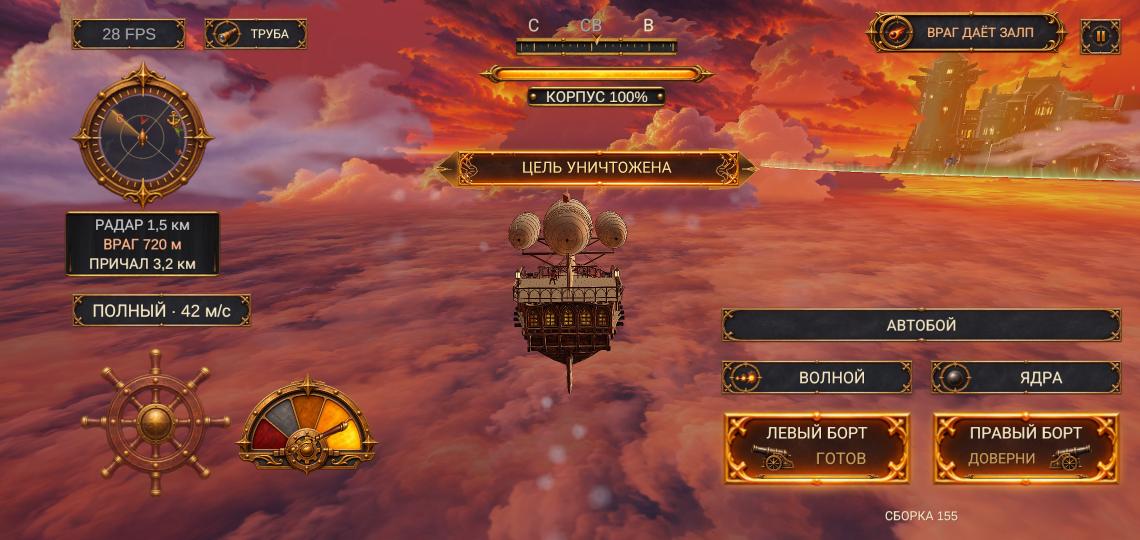 28 FPS
ТРУБА
С СВ В
КОРПУС 100%
ВРАГ ДАЁТ ЗАЛП
ЦЕЛЬ УНИЧТОЖЕНА
РАДАР 1,5 км
ВРАГ 720 м
ПРИЧАЛ 3,2 км
ПОЛНЫЙ · 42 м/с
АВТОБОЙ
ВОЛНОЙ
ЯДРА
ЛЕВЫЙ БОРТ
ГОТОВ
ПРАВЫЙ БОРТ
ДОВЕРНИ
СБОРКА 155